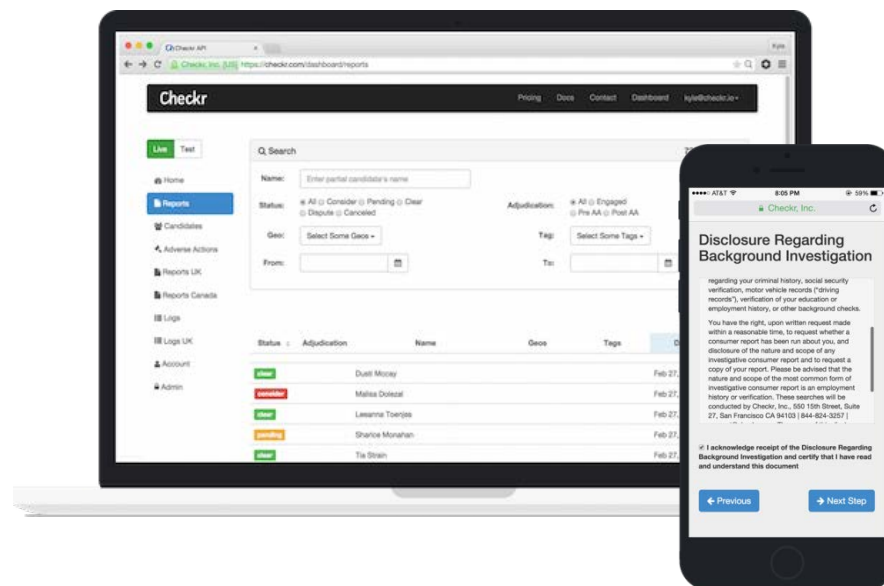 Checkr API
Kyle
Checkr, Inc. [US] https://checkr.com/dashboard/reports
Checkr
Pricing Docs Contact Dashboard kyle@checkr.io
Live Test
Search
Home
Name: Enter partial candidate's name
Reports
Status: All Consider Pending Clear
Dispute Canceled
Adjudication: All Engaged
Pre AA Post AA
Candidates
Geo: Select Some Geos
Tag: Select Some Tags
Adverse Actions
From:
To:
Reports UK
Reports Canada
Logs
Logs UK
Account
Admin
Status Adjudication Name Geos Tags D
clear Dusti Mccay Feb 27,
consider Malisa Dolezal Feb 27,
clear Leeanna Toenjes Feb 27,
pending Sharice Monahan Feb 27,
clear Tia Strain Feb 27,
AT&T 8:05 PM 59%
Checkr, Inc.
Disclosure Regarding
Background Investigation
regarding your criminal history, social security
verification, motor vehicle records ("driving
records"), verification of your education or
employment history, or other background checks.
You have the right, upon written request made
within a reasonable time, to request whether a
consumer report has been run about you, and
disclosure of the nature and scope of any
investigative consumer report and to request a
copy of your report. Please be advised that the
nature and scope of the most common form of
investigative consumer report is an employment
history or verification. These searches will be
conducted by Checkr, Inc., 550 15th Street, Suite
27, San Francisco CA 94103 | 844-824-3257 |
I acknowledge receipt of the Disclosure Regarding
Background Investigation and certify that I have read
and understand this document
Previous
Next Step